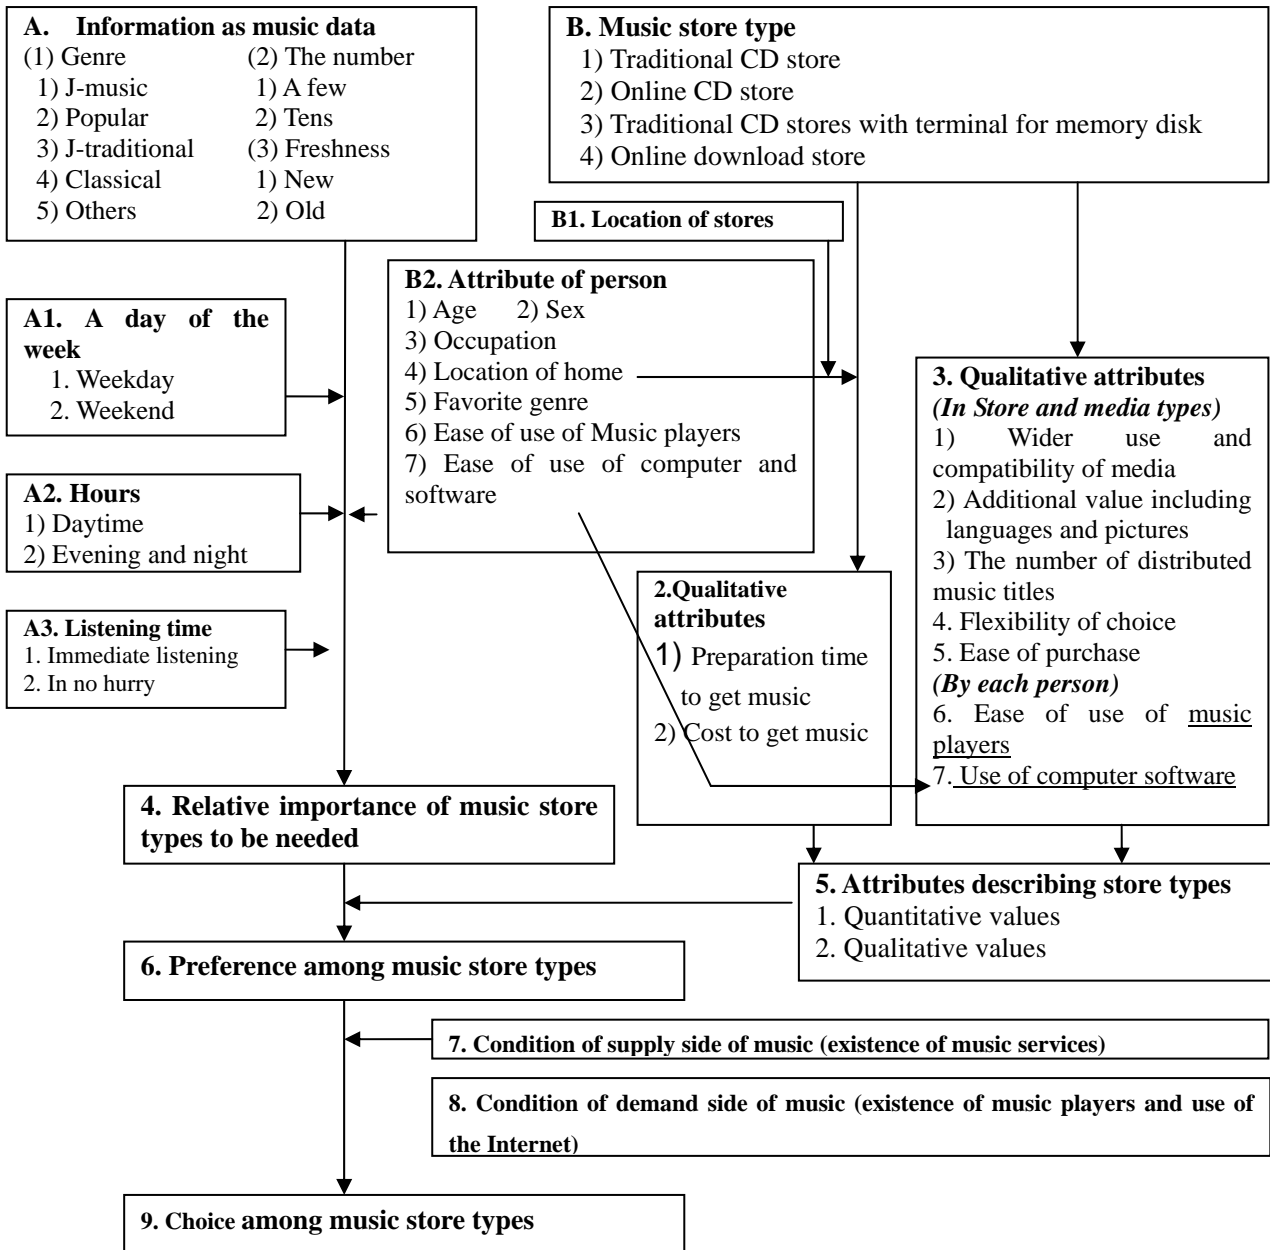 A. Information as music data
(1) Genre
1) J-music
2) Popular
3) J-traditional
4) Classical
5) Others
(2) The number
1) A few
2) Tens
(3) Freshness
1) New
2) Old
B. Music store type
1) Traditional CD store
2) Online CD store
3) Traditional CD stores with terminal for memory disk
4) Online download store
B1. Location of stores
A1. A day of the
week
1. Weekday
2. Weekend
B2. Attribute of person
1) Age 2) Sex
3) Occupation
4) Location of home
5) Favorite genre
6) Ease of use of Music players
7) Ease of use of computer and
software
A2. Hours
1) Daytime
2) Evening and night
A3. Listening time
1. Immediate listening
2. In no hurry
2.Qualitative
attributes
1) Preparation time
to get music
2) Cost to get music
3. Qualitative attributes
(In Store and media types)
1) Wider use and
compatibility of media
2) Additional value including
languages and pictures
3) The number of distributed
music titles
4. Flexibility of choice
5. Ease of purchase
(By each person)
6. Ease of use of music
players
7. Use of computer software
4. Relative importance of music store
types to be needed
5. Attributes describing store types
1. Quantitative values
2. Qualitative values
6. Preference among music store types
7. Condition of supply side of music (existence of music services)
8. Condition of demand side of music (existence of music players and use of
the Internet)
9. Choice among music store types